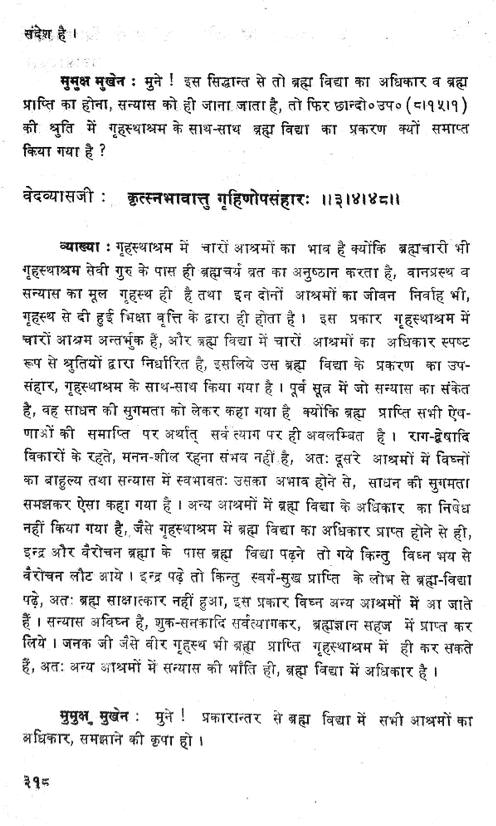 संदेश है ।
मुमुक्ष मुखेन : मुने ! इस सिद्धान्त से तो ब्रह्म विद्या का अधिकार व ब्रह्म
प्राप्ति का होना, सन्यास को ही जाना जाता है, तो फिर छान्दो०उप० (८।१५।१)
की श्रुति में गृहस्थाश्रम के साथ-साथ ब्रह्म विद्या का प्रकरण क्यों समाप्त
किया गया है ?
वेदव्यासजी : कृत्स्नभावात्तु गृहिणोपसंहारः ।।३।४।४८।।
व्याख्या : गृहस्थाश्रम में चारों आश्रमों का भाव है क्योंकि ब्रह्मचारी भी
गृहस्थाश्रम सेवी गुरु के पास ही ब्रह्मचर्य व्रत का अनुष्ठान करता है, वानप्रस्थ व
सन्यास का मूल गृहस्थ ही है तथा इन दोनों आश्रमों का जीवन निर्वाह भी,
गृहस्थ से दी हुई भिक्षा वृत्ति के द्वारा ही होता है । इस प्रकार गृहस्थाश्रम में
चारों आश्रम अन्तर्भुक हैं, और ब्रह्म विद्या में चारों आश्रमों का अधिकार स्पष्ट
रूप से श्रुतियों द्वारा निर्धारित है, इसलिये उस ब्रह्म विद्या के प्रकरण का उप-
संहार, गृहस्थाश्रम के साथ-साथ किया गया है । पूर्व सूत्र में जो सन्यास का संकेत
है, वह साधन की सुगमता को लेकर कहा गया है क्योंकि ब्रह्म प्राप्ति सभी ऐष-
णाओं की समाप्ति पर अर्थात् सर्व त्याग पर ही अवलम्बित है । राग-द्वेषादि
विकारों के रहते, मनन-शील रहना संभव नहीं है, अतः दूसरे आश्रमों में विघ्नों
का बाहुल्य तथा सन्यास में स्वभावतः उसका अभाव होने से, साधन की सुगमता
समझकर ऐसा कहा गया है । अन्य आश्रमों में ब्रह्म विद्या के अधिकार का निषेध
नहीं किया गया है, जैसे गृहस्थाश्रम में ब्रह्म विद्या का अधिकार प्राप्त होने से ही,
इन्द्र और वैरोचन ब्रह्मा के पास ब्रह्म विद्या पढ़ने तो गये किन्तु विघ्न भय से
वैरोचन लौट आये । इन्द्र पढ़े तो किन्तु स्वर्ग-सुख प्राप्ति के लोभ से ब्रह्म-विद्या
पढ़े, अतः ब्रह्म साक्षात्कार नहीं हुआ, इस प्रकार विघ्न अन्य आश्रमों में आ जाते
हैं । सन्यास अविघ्न है, शुक-सनकादि सर्वत्यागकर, ब्रह्मज्ञान सहज में प्राप्त कर
लिये । जनक जी जैसे वीर गृहस्थ भी ब्रह्म प्राप्ति गृहस्थाश्रम में ही कर सकते
हैं, अतः अन्य आश्रमों में सन्यास की भाँति ही, ब्रह्म विद्या में अधिकार है ।
मुमुक्षु मुखेन : मुने ! प्रकारान्तर से ब्रह्म विद्या में सभी आश्रमों का
अधिकार, समझाने की कृपा हो ।
३१८